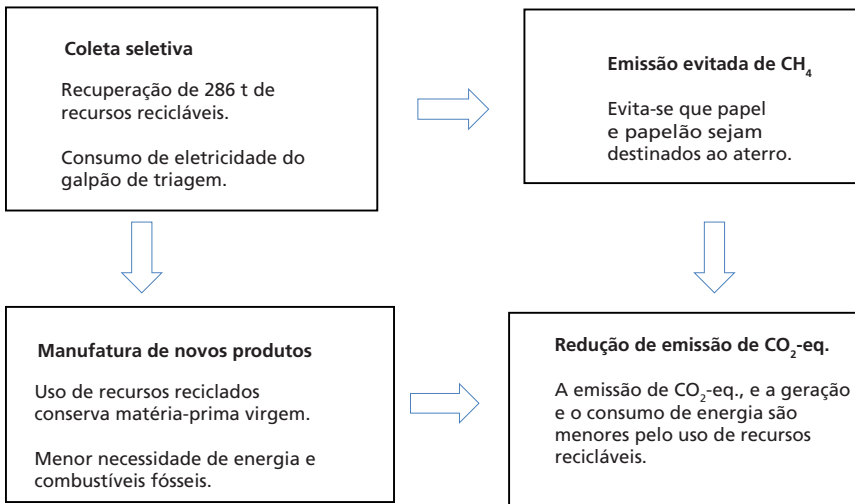 Coleta seletiva
Recuperação de 286 t de
recursos recicláveis.
Consumo de eletricidade do
galpão de triagem.
Emissão evitada de CH₄
Evita-se que papel
e papelão sejam
destinados ao aterro.
Manufatura de novos produtos
Uso de recursos reciclados
conserva matéria-prima virgem.
Menor necessidade de energia e
combustíveis fósseis.
Redução de emissão de CO₂-eq.
A emissão de CO₂-eq., e a geração
e o consumo de energia são
menores pelo uso de recursos
recicláveis.